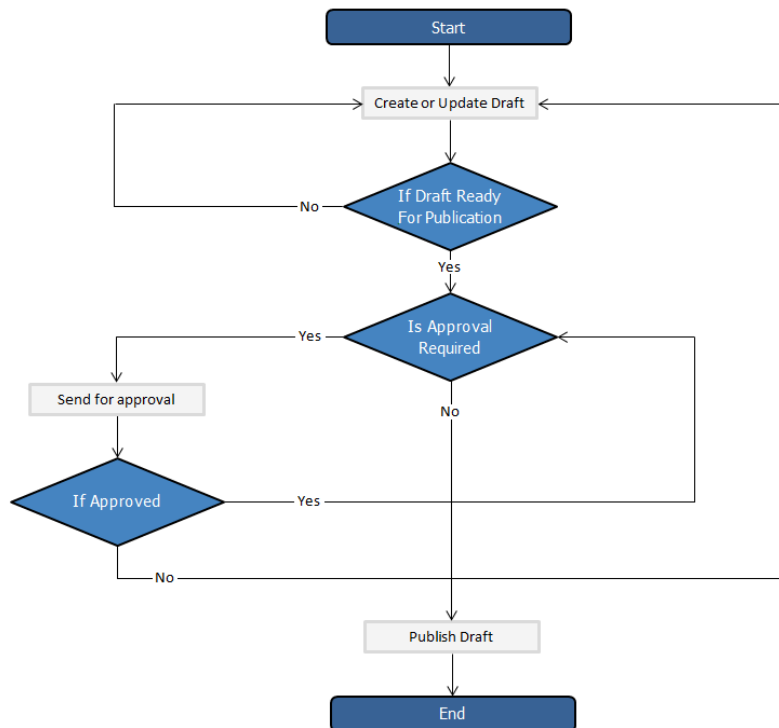 Start
Create or Update Draft
If Draft Ready
For Publication
No
Yes
Is Approval
Required
Yes
Send for approval
No
If Approved
Yes
No
Publish Draft
End